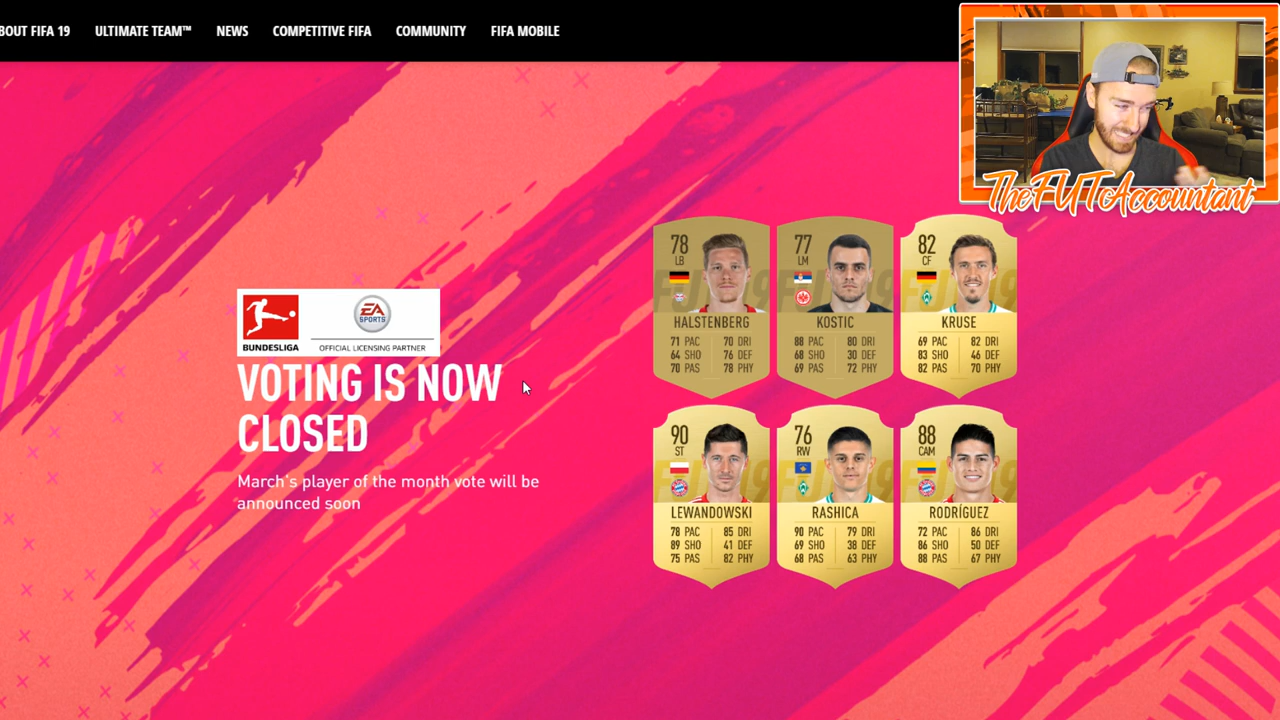 BOUT FIFA 19 ULTIMATE TEAM™ NEWS COMPETITIVE FIFA COMMUNITY FIFA MOBILE
TheFUTAccountant
BUNDESLIGA
EA
SPORTS
OFFICIAL LICENSING PARTNER
VOTING IS NOW
CLOSED
March's player of the month vote will be
announced soon
78
LB
HALSTENBERG
71 PAC 70 DRI
64 SHO 76 DEF
70 PAS 78 PHY
77
LM
KOSTIC
88 PAC 80 DRI
68 SHO 30 DEF
69 PAS 72 PHY
82
CF
KRUSE
69 PAC 82 DRI
83 SHO 46 DEF
82 PAS 70 PHY
90
ST
LEWANDOWSKI
78 PAC 85 DRI
89 SHO 41 DEF
75 PAS 82 PHY
76
RW
RASHICA
90 PAC 79 DRI
69 SHO 38 DEF
68 PAS 63 PHY
88
CAM
RODRÍGUEZ
72 PAC 86 DRI
86 SHO 50 DEF
88 PAS 67 PHY